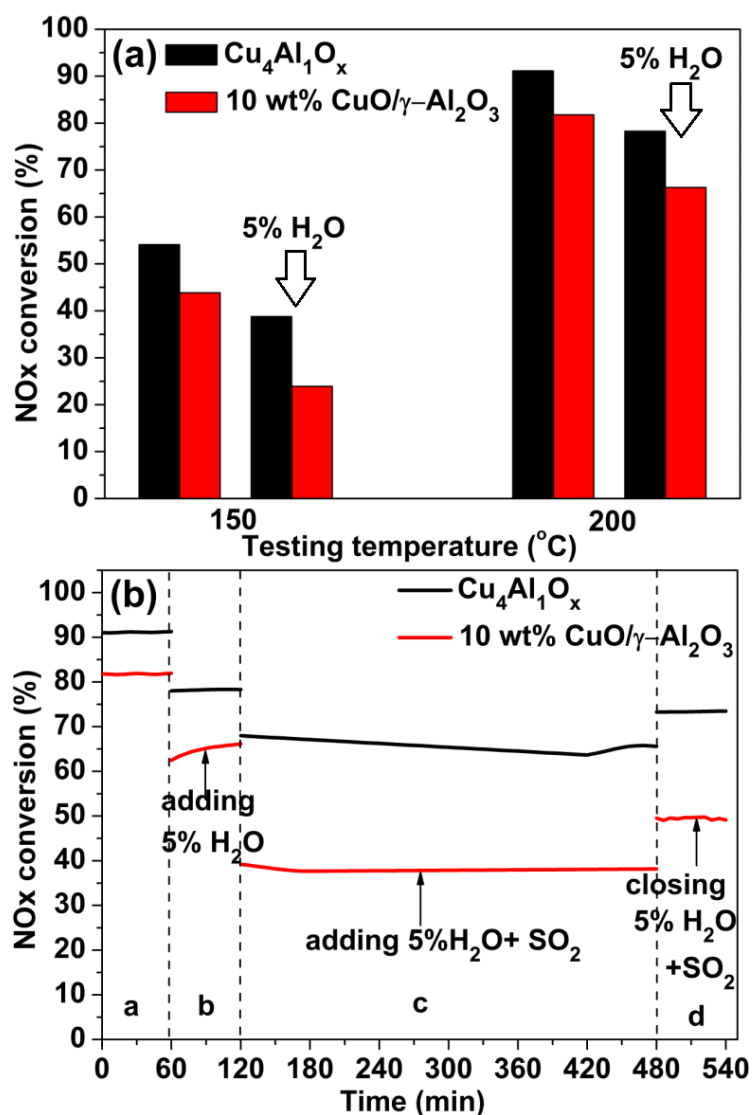 (a)
Cu₄Al₁Oₓ
10 wt% CuO/γ−Al₂O₃
5% H₂O
5% H₂O
NOx conversion (%)
100
90
80
70
60
50
40
30
20
10
0
150
200
Testing temperature (°C)
(b)
Cu₄Al₁Oₓ
10 wt% CuO/γ−Al₂O₃
NOx conversion (%)
100
90
80
70
60
50
40
30
20
10
0
adding
5% H₂O
adding 5%H₂O+ SO₂
closing
5% H₂O
+SO₂
a
b
c
d
0
60
120
180
240
300
360
420
480
540
Time (min)